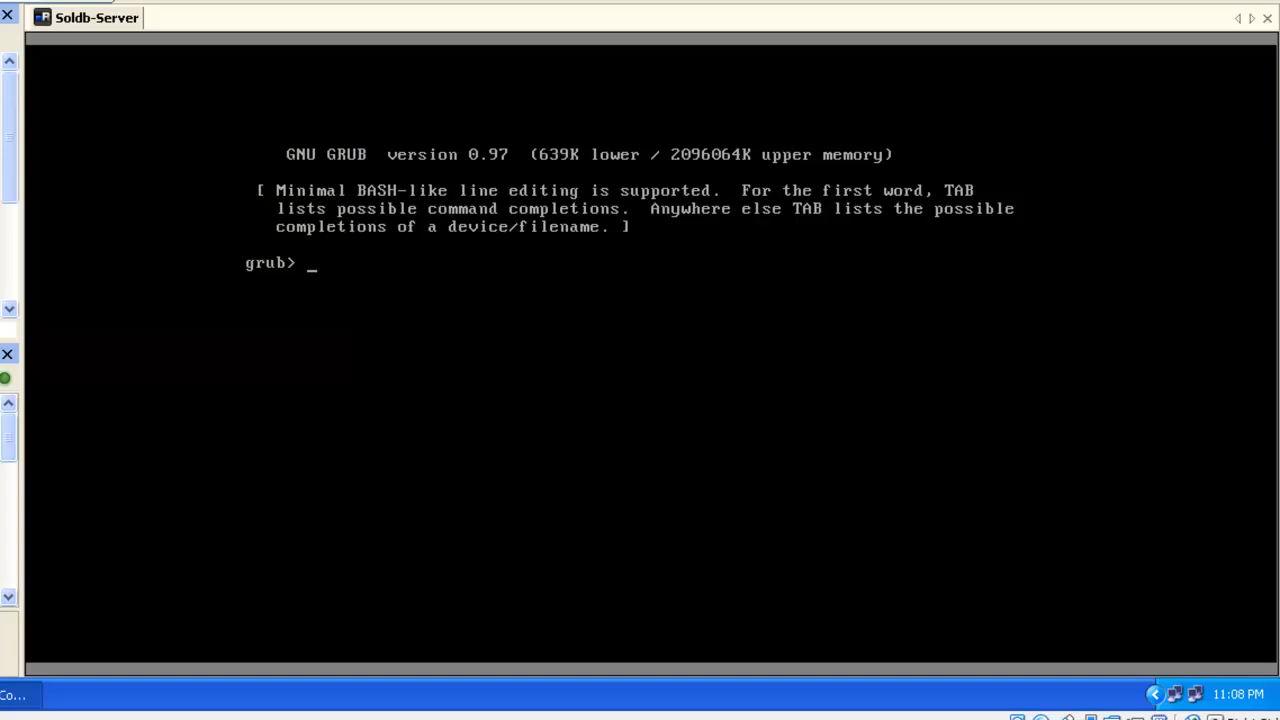 Soldb-Server
GNU GRUB version 0.97 (639K lower / 2096064K upper memory)
[ Minimal BASH-like line editing is supported. For the first word, TAB
lists possible command completions. Anywhere else TAB lists the possible
completions of a device/filename. ]
grub> _
Co...
11:08 PM